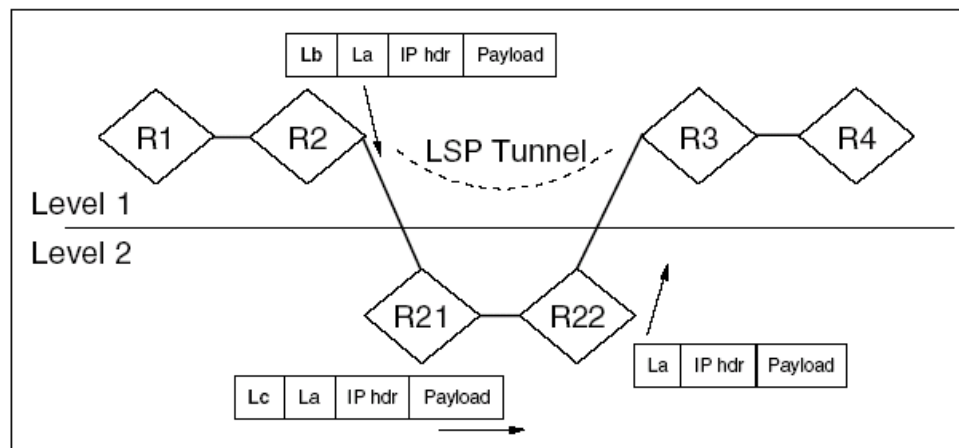 Lb La IP hdr Payload
R1 R2 R3 R4
LSP Tunnel
Level 1
Level 2
R21 R22
La IP hdr Payload
Lc La IP hdr Payload